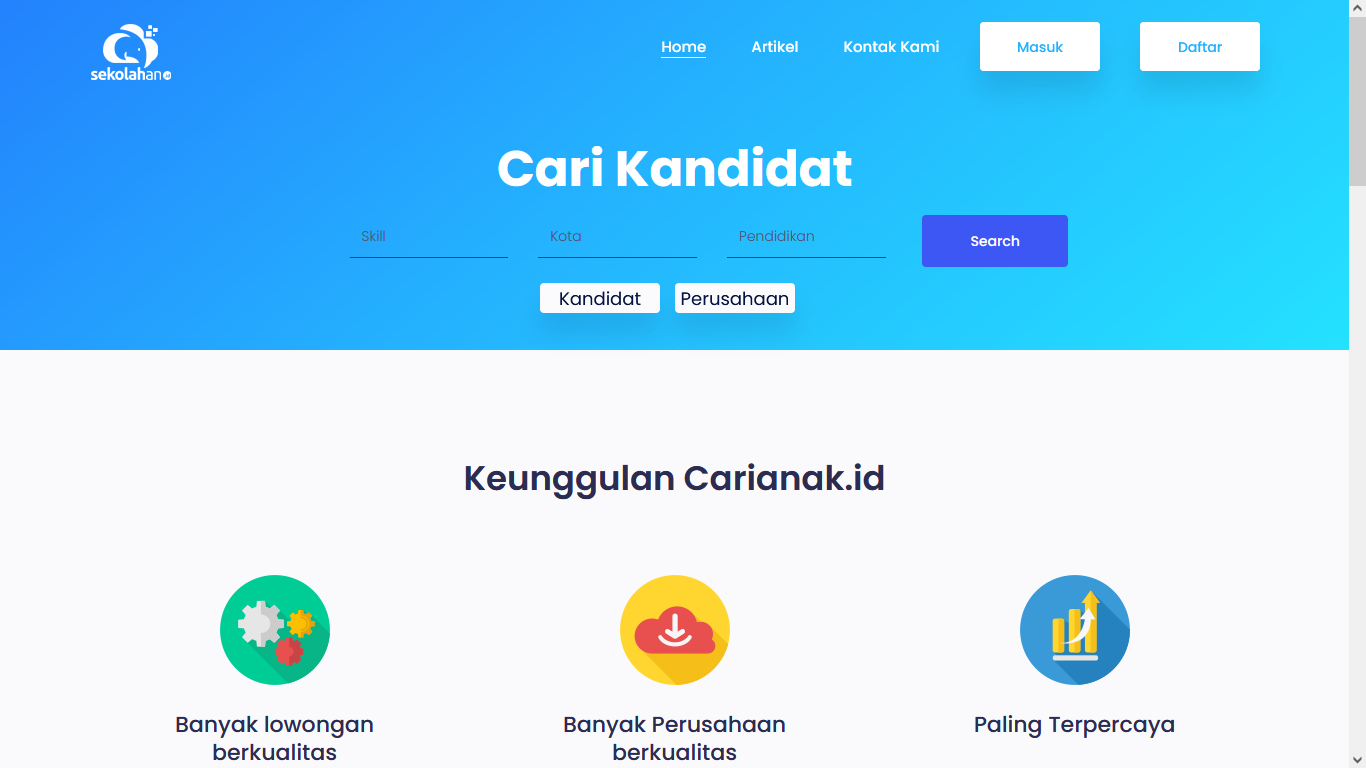 sekolahan
Home
Artikel
Kontak Kami
Masuk
Daftar
Cari Kandidat
Skill
Kota
Pendidikan
Search
Kandidat
Perusahaan
Keunggulan Carianak.id
Banyak lowongan
berkualitas
Banyak Perusahaan
berkualitas
Paling Terpercaya